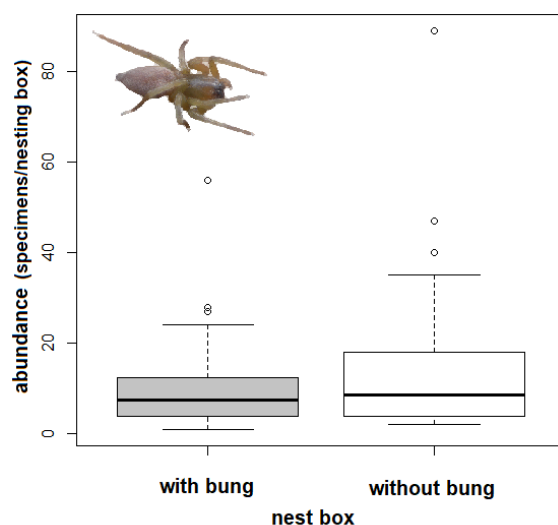 abundance (specimens/nesting box)
80
60
40
20
0
with bung
without bung
nest box